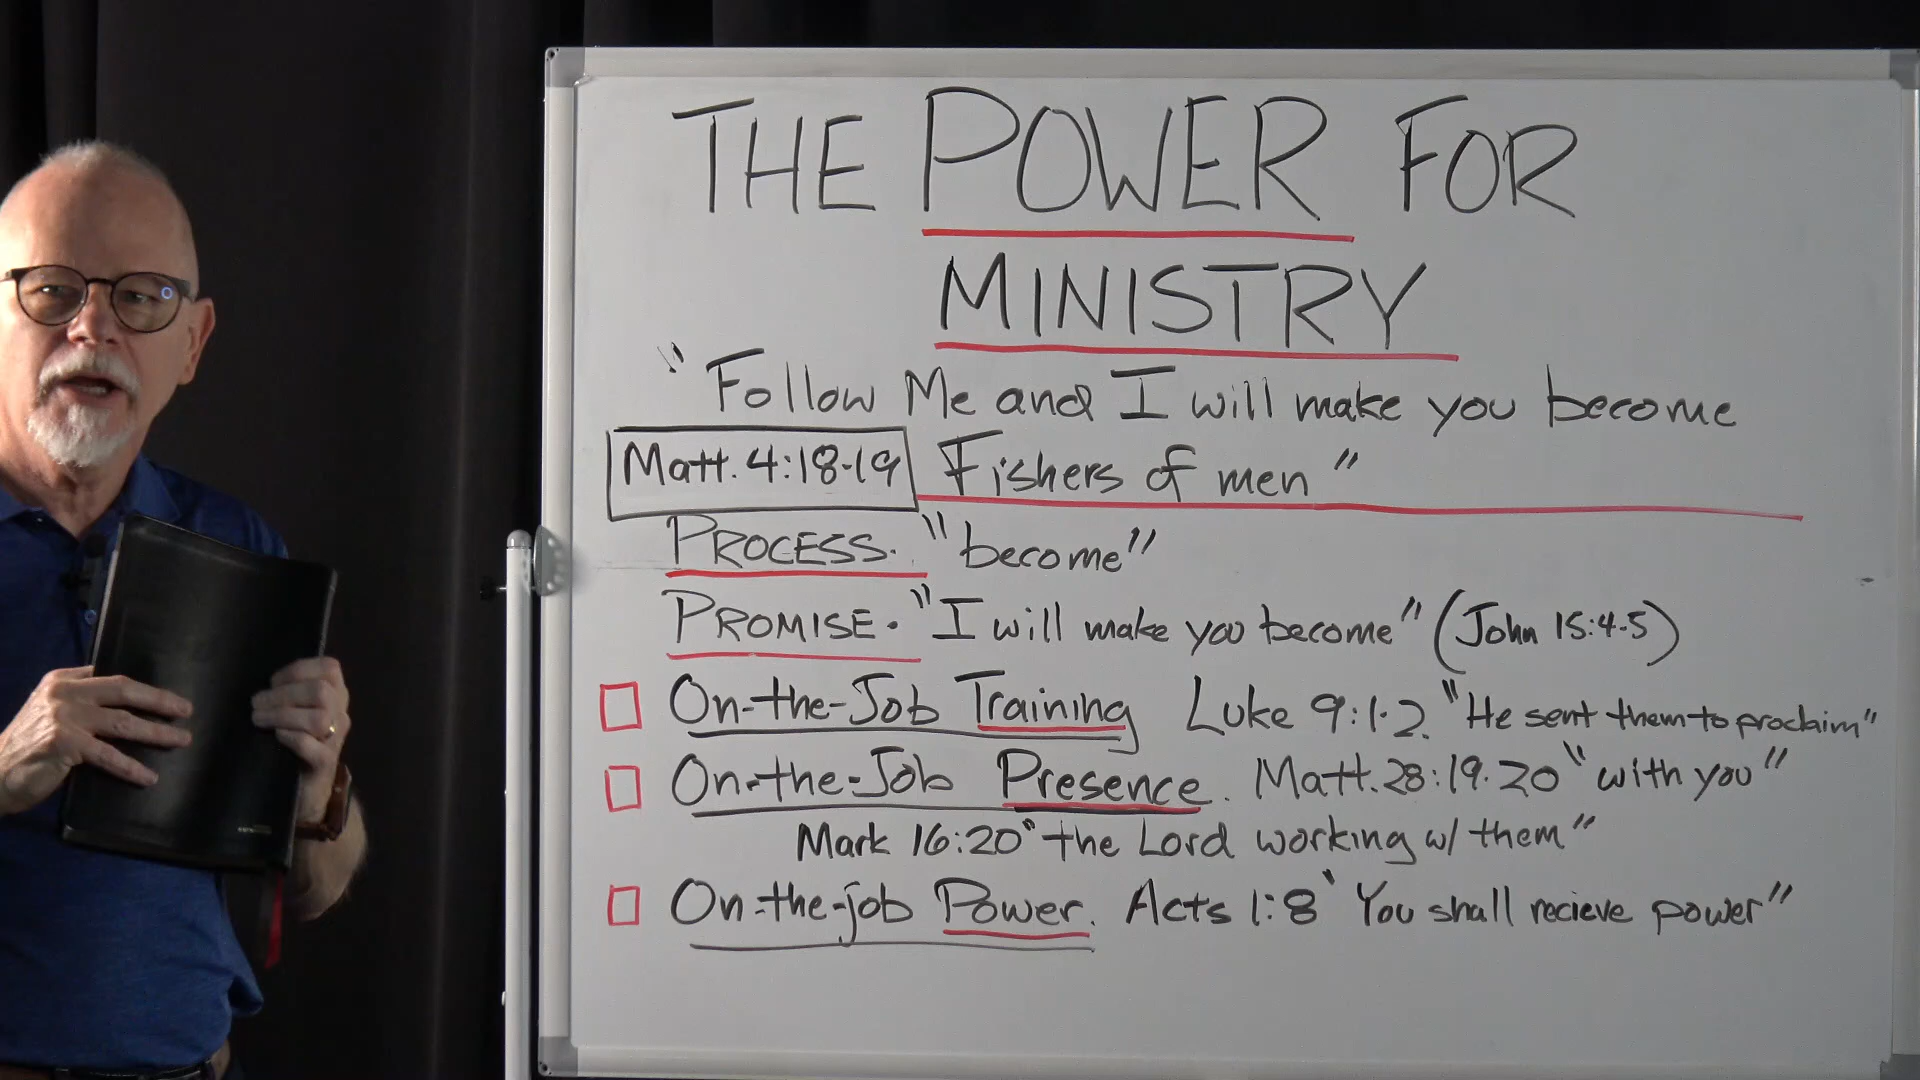 THE POWER FOR
MINISTRY
"Follow Me and I will make you become
Matt. 4:18-19 Fishers of men"
PROCESS. "become"
PROMISE. "I will make you become" (John 15:4-5)
On-the-Job Training Luke 9:1-2. "He sent them to proclaim"
On-the-Job Presence. Matt. 28:19-20 "with you"
Mark 16:20 "the Lord working w/ them"
On-the-job Power. Acts 1:8 "You shall recieve power"